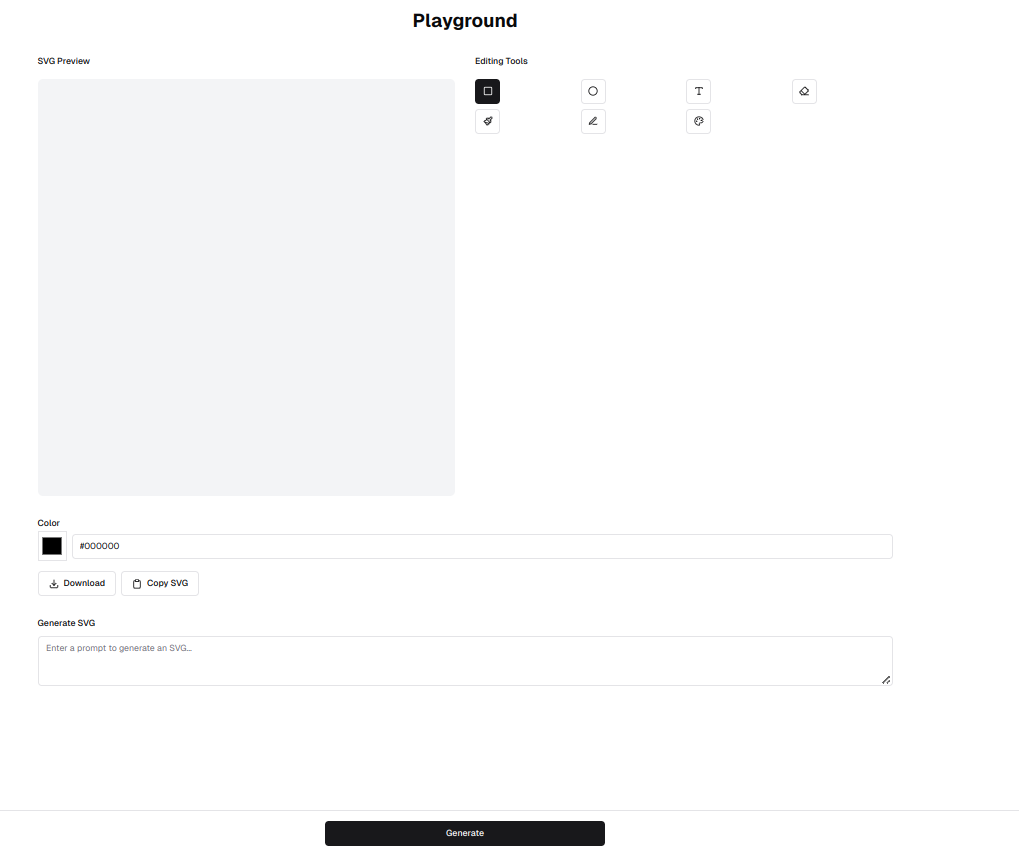 Playground
SVG Preview
Editing Tools
Color
#000000
Download
Copy SVG
Generate SVG
Enter a prompt to generate an SVG...
Generate